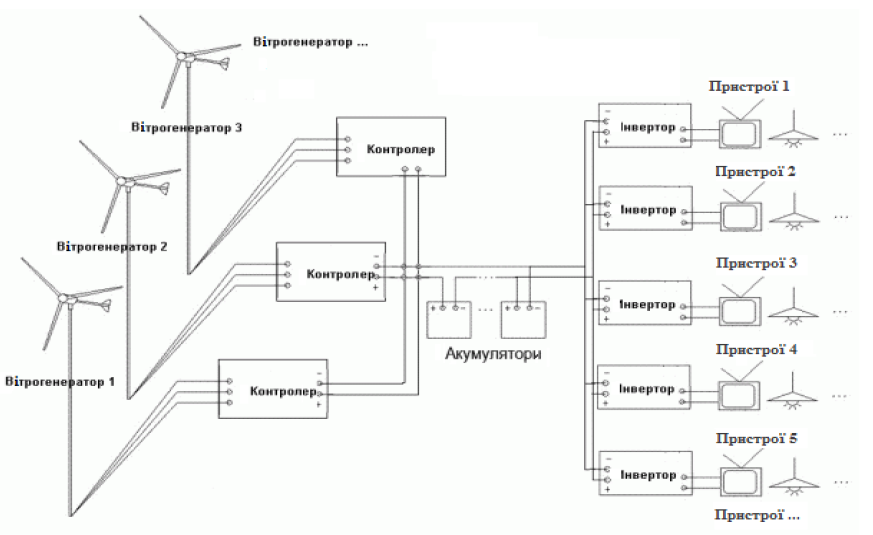 Вітрогенератор ...
Вітрогенератор 3
Контролер
Вітрогенератор 2
Контролер
− +
Вітрогенератор 1
Контролер
− +
+ − ... + −
Акумулятори
Пристрої 1
− +
Інвертор
...
Пристрої 2
− +
Інвертор
...
Пристрої 3
− +
Інвертор
...
Пристрої 4
− +
Інвертор
...
Пристрої 5
− +
Інвертор
...
Пристрої ...